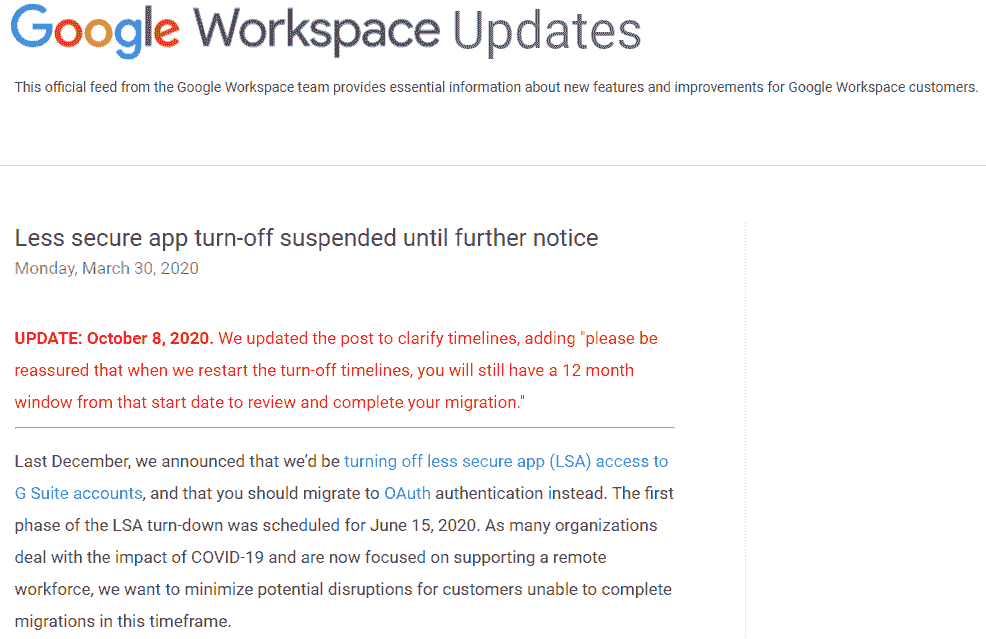 Google Workspace Updates
This official feed from the Google Workspace team provides essential information about new features and improvements for Google Workspace customers.
Less secure app turn-off suspended until further notice
Monday, March 30, 2020
UPDATE: October 8, 2020. We updated the post to clarify timelines, adding "please be
reassured that when we restart the turn-off timelines, you will still have a 12 month
window from that start date to review and complete your migration."
Last December, we announced that we’d be turning off less secure app (LSA) access to
G Suite accounts, and that you should migrate to OAuth authentication instead. The first
phase of the LSA turn-down was scheduled for June 15, 2020. As many organizations
deal with the impact of COVID-19 and are now focused on supporting a remote
workforce, we want to minimize potential disruptions for customers unable to complete
migrations in this timeframe.